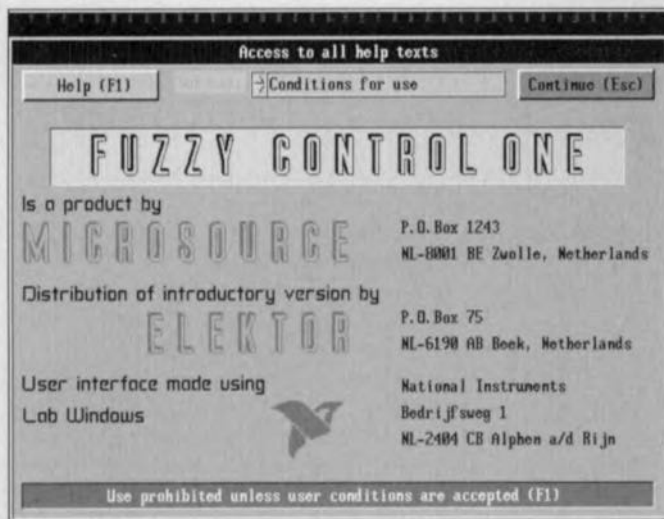 Access to all help texts
Help (F1)
Conditions for use
Continue (Esc)
FUZZY CONTROL ONE
Is a product by
MICROSOURCE
P.O. Box 1243
NL-8001 BE Zwolle, Netherlands
Distribution of introductory version by
ELEKTOR
P.O. Box 75
NL-6190 AB Beek, Netherlands
User interface made using
Lab Windows
National Instruments
Bedrijfsweg 1
NL-2404 CB Alphen a/d Rijn
Use prohibited unless user conditions are accepted (F1)